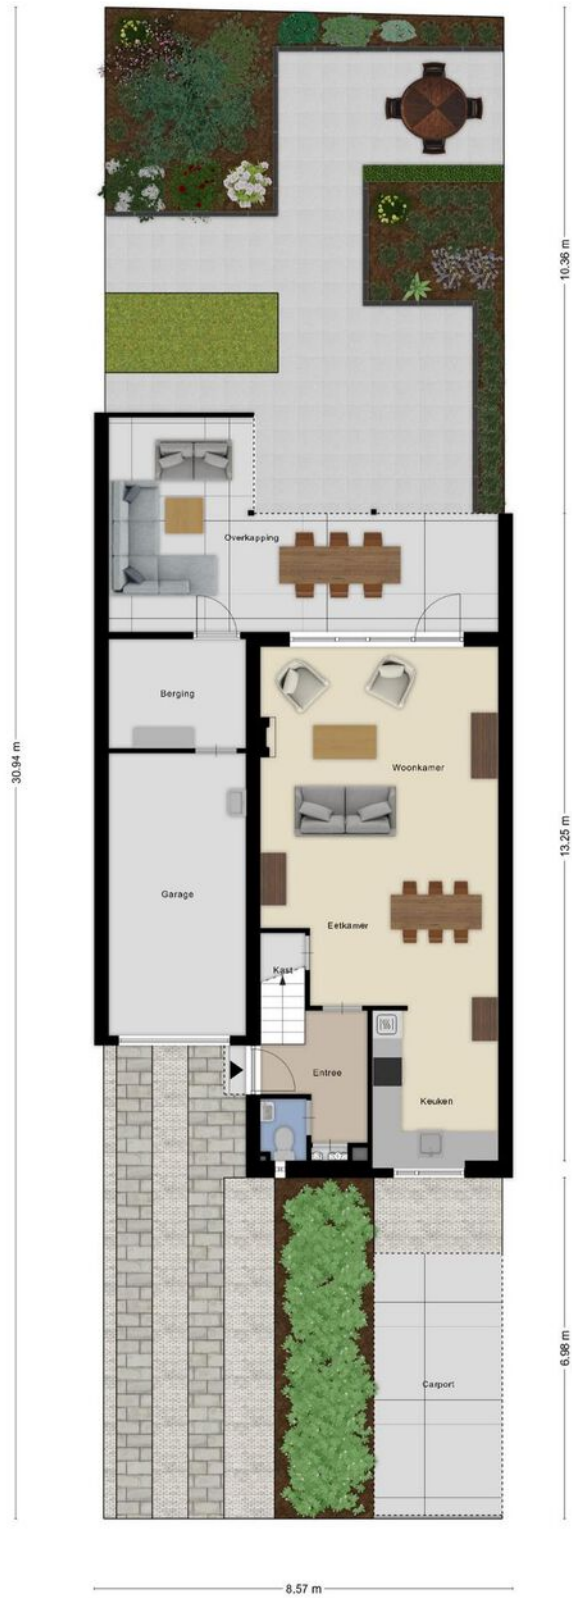 10.36 m
Overkapping
Berging
30.94 m
Woonkamer
13.25 m
Garage
Eetkamer
Kast
Entree
Keuken
6.98 m
Carport
8.57 m